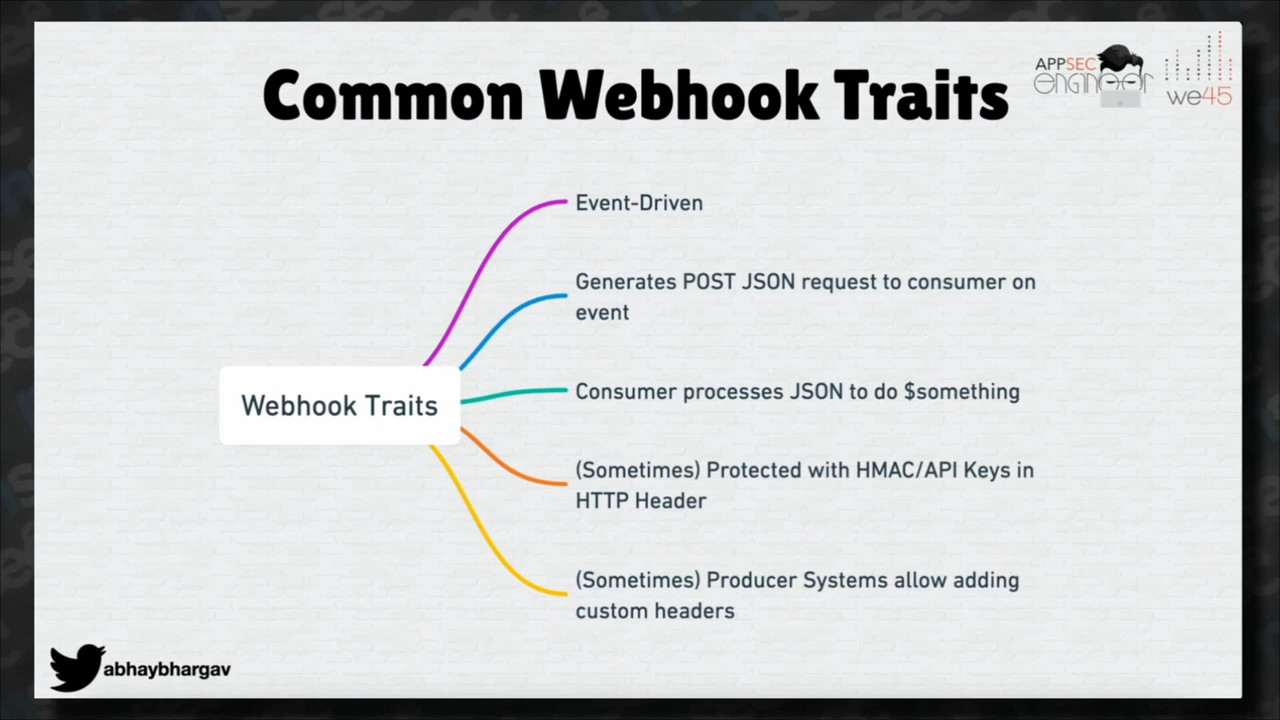 Common Webhook Traits
APPSEC
engineer
we45
Event-Driven
Generates POST JSON request to consumer on
event
Webhook Traits
Consumer processes JSON to do $something
(Sometimes) Protected with HMAC/API Keys in
HTTP Header
(Sometimes) Producer Systems allow adding
custom headers
abhaybhargav